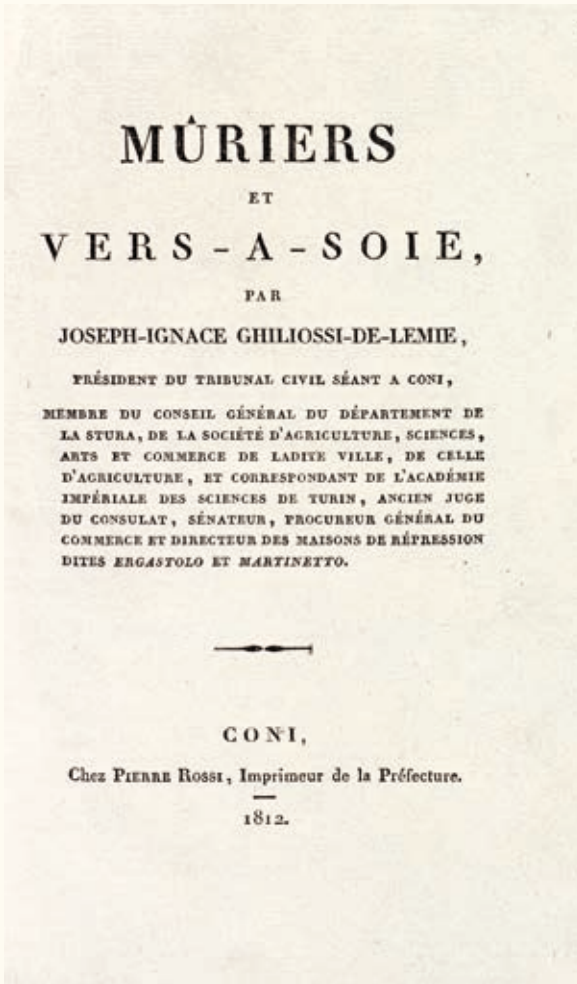 MÛRIERS
ET
VERS-A-SOIE,
PAR
JOSEPH-IGNACE GHILIOSSI-DE-LEMIE,
PRÉSIDENT DU TRIBUNAL CIVIL SÉANT A CONI,
MEMBRE DU CONSEIL GÉNÉRAL DU DÉPARTEMENT DE
LA STURA, DE LA SOCIÉTÉ D'AGRICULTURE, SCIENCES,
ARTS ET COMMERCE DE LADITE VILLE, DE CELLE
D'AGRICULTURE, ET CORRESPONDANT DE L'ACADÉMIE
IMPÉRIALE DES SCIENCES DE TURIN, ANCIEN JUGE
DU CONSULAT, SÉNATEUR, PROCUREUR GÉNÉRAL DU
COMMERCE ET DIRECTEUR DES MAISONS DE RÉPRESSION
DITES ERGASTOLO ET MARTINETTO.
CONI,
Chez PIERRE ROSSI, Imprimeur de la Préfecture.
1812.